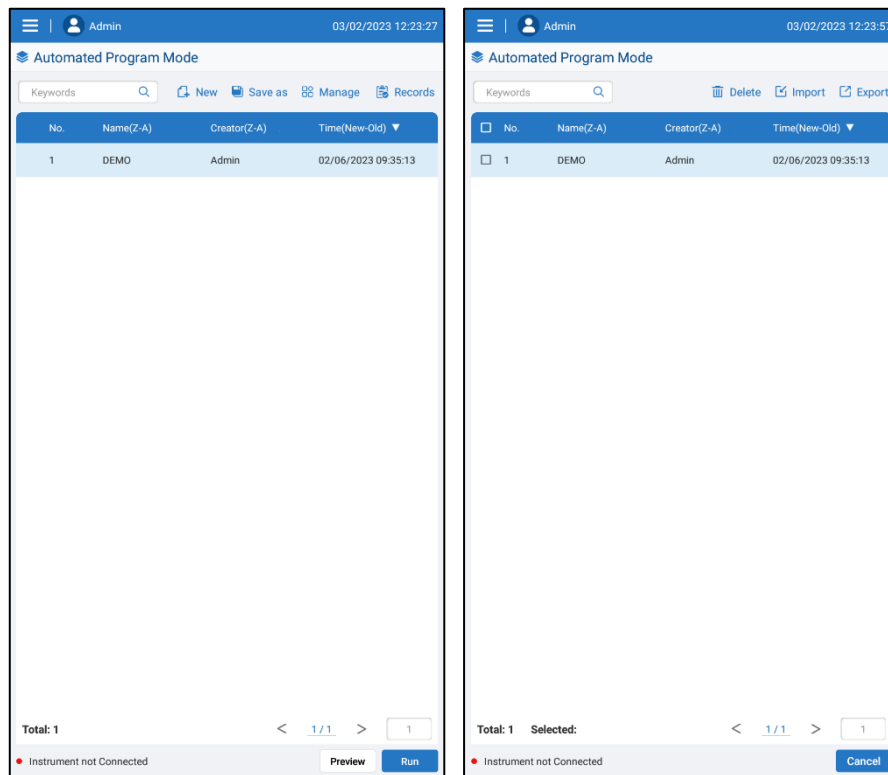 Admin 03/02/2023 12:23:27
Automated Program Mode
Keywords New Save as Manage Records
No. Name(Z-A) Creator(Z-A) Time(New-Old) ▼
1 DEMO Admin 02/06/2023 09:35:13
Total: 1 < 1 / 1 > 1
Instrument not Connected Preview Run
Admin 03/02/2023 12:23:57
Automated Program Mode
Keywords Delete Import Export
No. Name(Z-A) Creator(Z-A) Time(New-Old) ▼
1 DEMO Admin 02/06/2023 09:35:13
Total: 1 Selected: < 1 / 1 > 1
Instrument not Connected Cancel